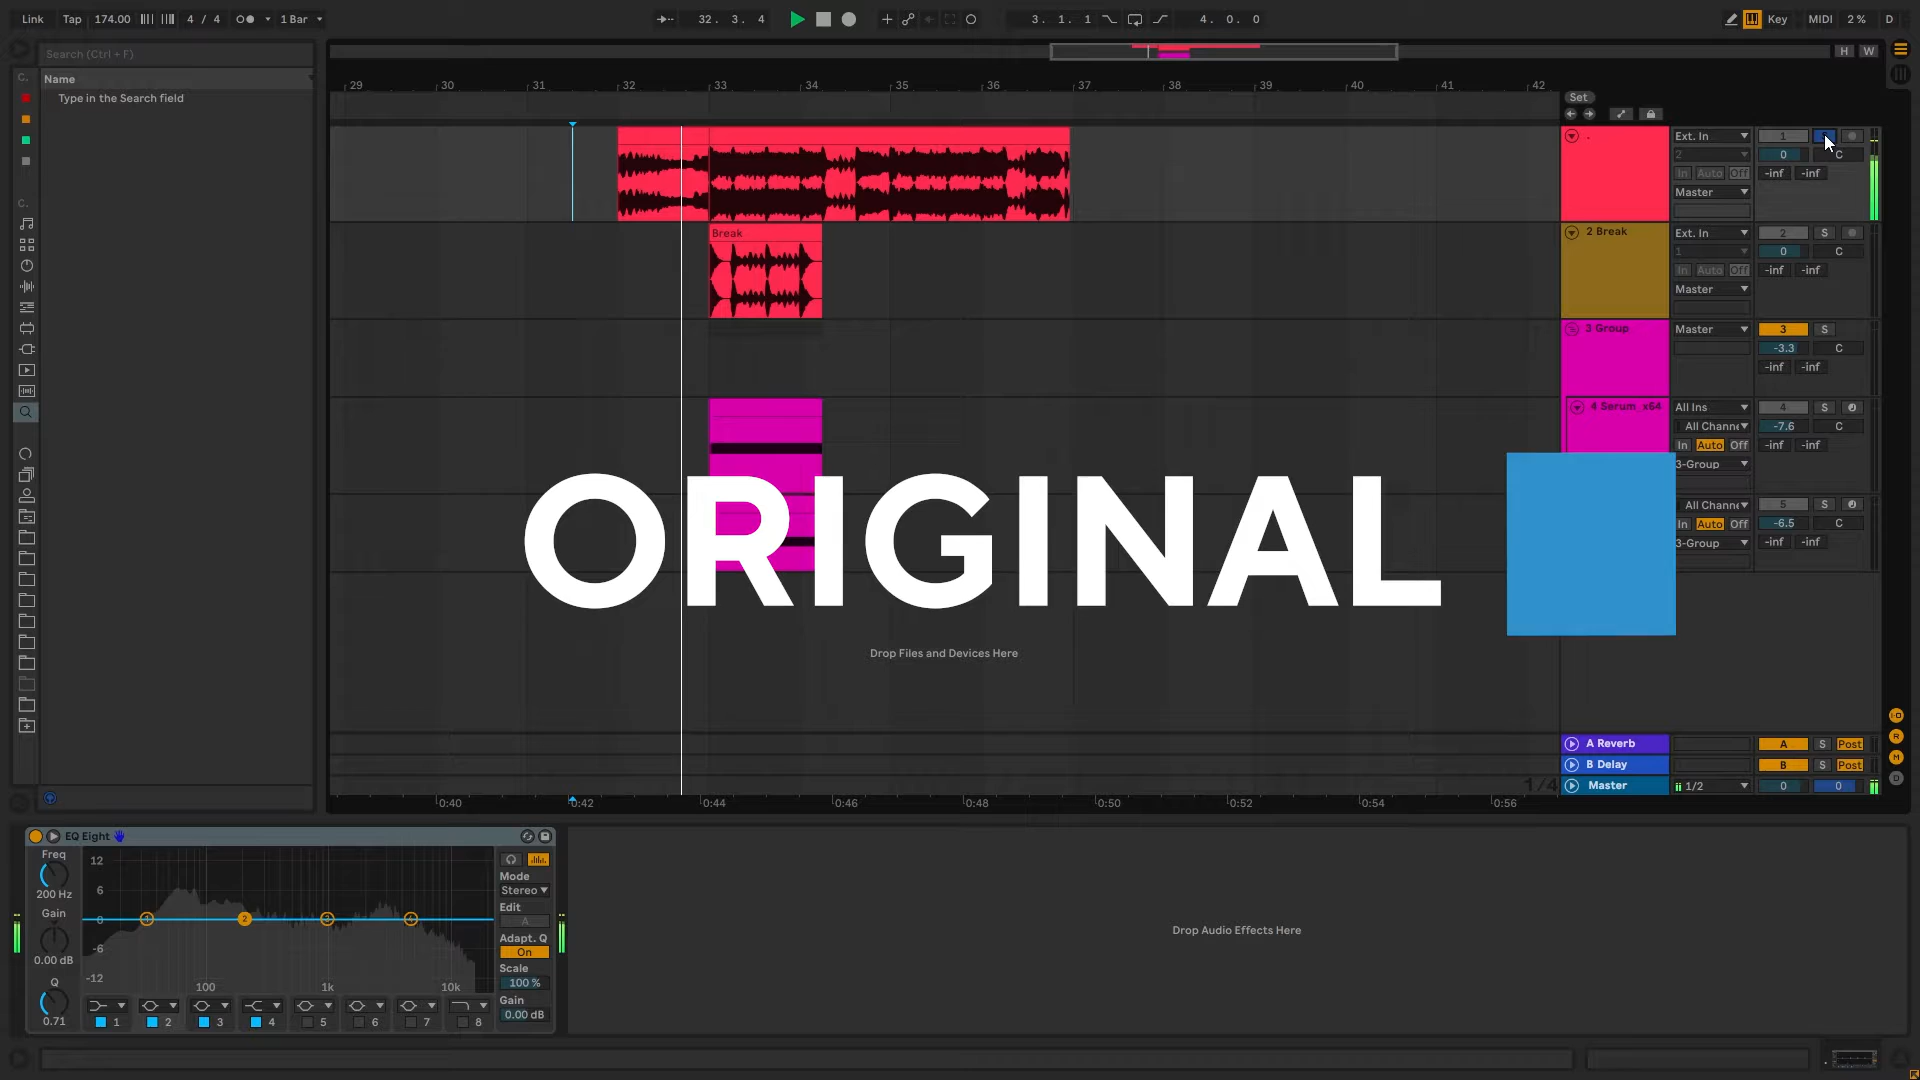 Link Tap 174.00 4 / 4 1 Bar 32. 3. 4 3. 1. 1 4. 0. 0 Key MIDI 2 % D
Search (Ctrl + F)
H W
C. Name
Type in the Search field
29 30 31 32 33 34 35 36 37 38 39 40 41 42
Set
. Ext. In 1
2 0 C
In Auto Off -inf -inf
Master
Break
2 Break Ext. In 2 S
1 0 C
In Auto Off -inf -inf
Master
C.
3 Group Master 3 S
-3.3 C
-inf -inf
4 Serum_x64 All Ins 4 S
All Channe -7.6 C
In Auto Off -inf -inf
3-Group
All Channe 5 S
In Auto Off -6.5 C
3-Group -inf -inf
ORIGINAL
Drop Files and Devices Here
A Reverb A S Post
B Delay B S Post
1/4
Master 1/2 0 0
0:40 0:42 0:44 0:46 0:48 0:50 0:52 0:54 0:56
EQ Eight
Freq
200 Hz
Gain
0.00 dB
Q
0.71
12
6
0
-6
-12
100 1k 10k
1 2 3 4
1 2 3 4 5 6 7 8
Mode
Stereo
Edit
A
Adapt. Q
On
Scale
100 %
Gain
0.00 dB
Drop Audio Effects Here